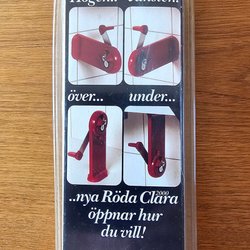 över... under...
..nya Röda Clara 2000
öppnar hur
du vill!